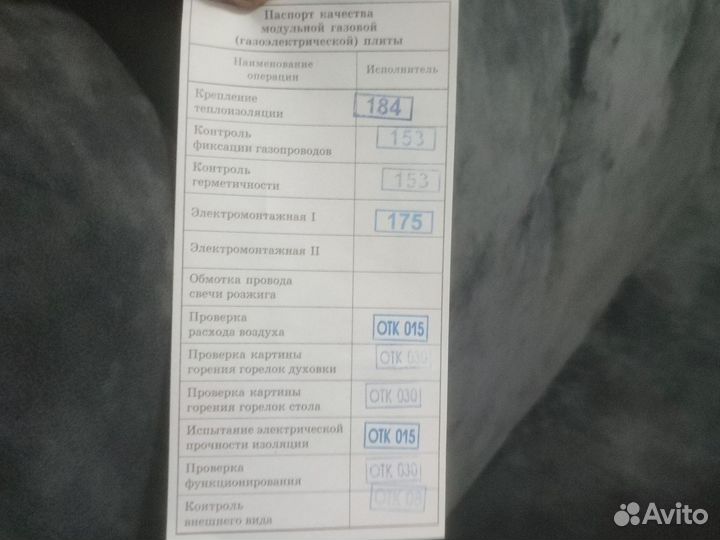 Паспорт качества
модульной газовой
(газоэлектрической) плиты
Наименование
операции
Исполнитель
Крепление
теплоизоляции
184
Контроль
фиксации газопроводов
153
Контроль
герметичности
153
Электромонтажная I
175
Электромонтажная II
Обмотка провода
свечи розжига
Проверка
расхода воздуха
ОТК 015
Проверка картины
горения горелок духовки
ОТК 030
Проверка картины
горения горелок стола
ОТК 030
Испытание электрической
прочности изоляции
ОТК 015
Проверка
функционирования
ОТК 030
Контроль
внешнего вида
ОТК
Avito